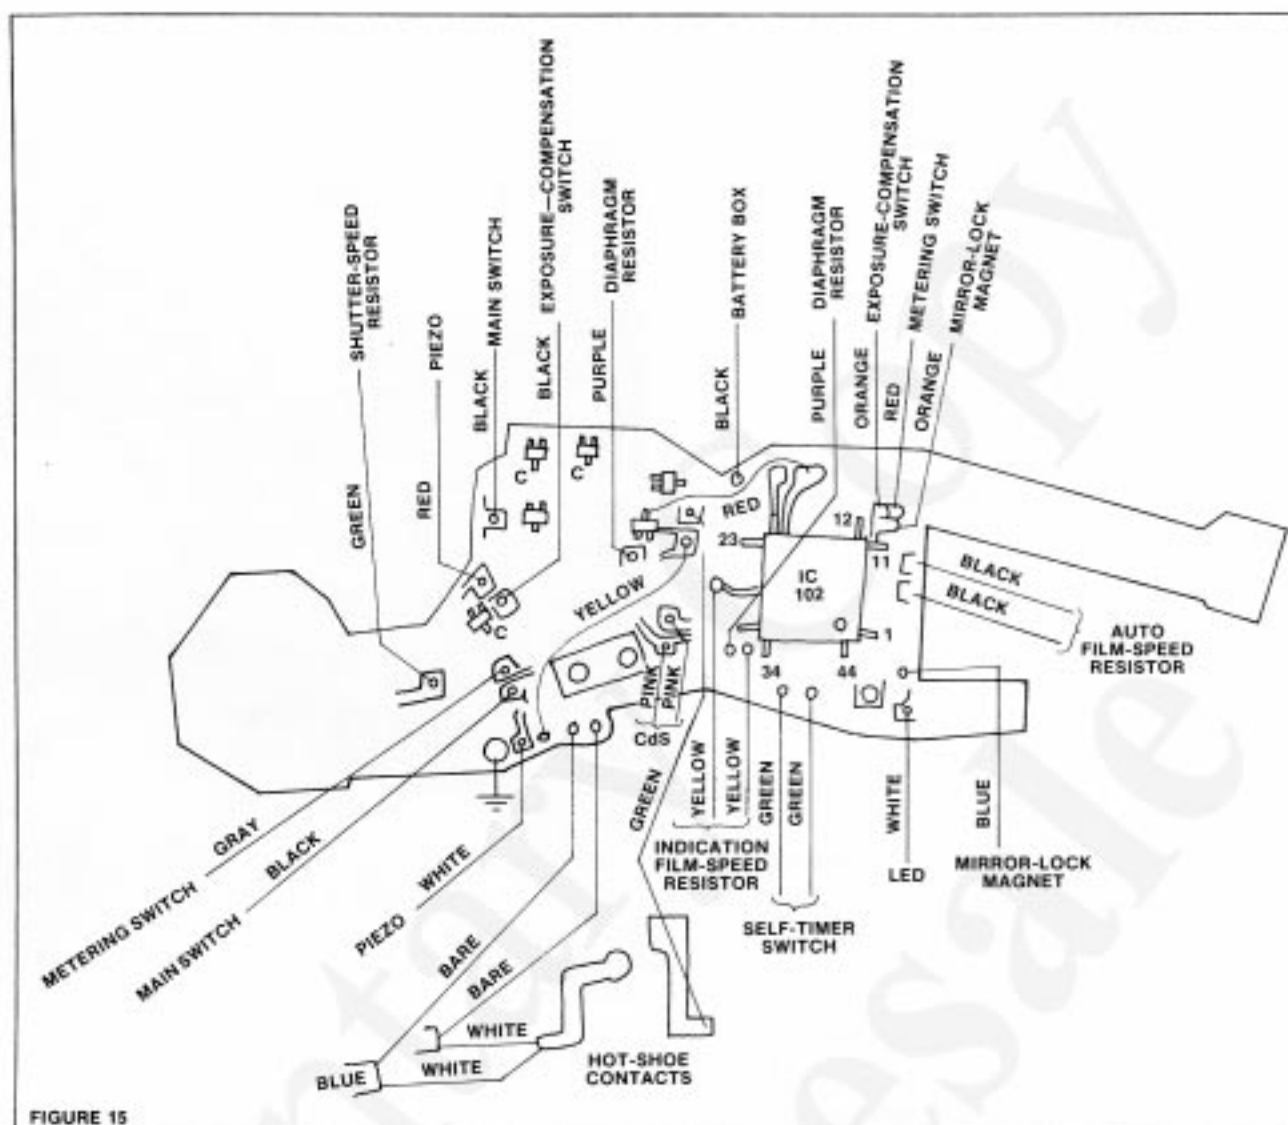 SHUTTER-SPEED
RESISTOR
PIEZO
MAIN SWITCH
EXPOSURE—COMPENSATION
SWITCH
DIAPHRAGM
RESISTOR
BATTERY BOX
DIAPHRAGM
RESISTOR
EXPOSURE-COMPENSATION
SWITCH
METERING SWITCH
MIRROR-LOCK
MAGNET
GREEN
RED
BLACK
BLACK
PURPLE
BLACK
PURPLE
ORANGE
RED
ORANGE
C
C
RED
23
12
11
IC
102
BLACK
BLACK
AUTO
FILM-SPEED
RESISTOR
YELLOW
C
1
34
44
PINK
PINK
CdS
GREEN
YELLOW
YELLOW
GREEN
GREEN
WHITE
BLUE
INDICATION
FILM-SPEED
RESISTOR
LED
MIRROR-LOCK
MAGNET
SELF-TIMER
SWITCH
METERING SWITCH
GRAY
MAIN SWITCH
BLACK
PIEZO
WHITE
BARE
BARE
WHITE
WHITE
BLUE
HOT-SHOE
CONTACTS
FIGURE 15